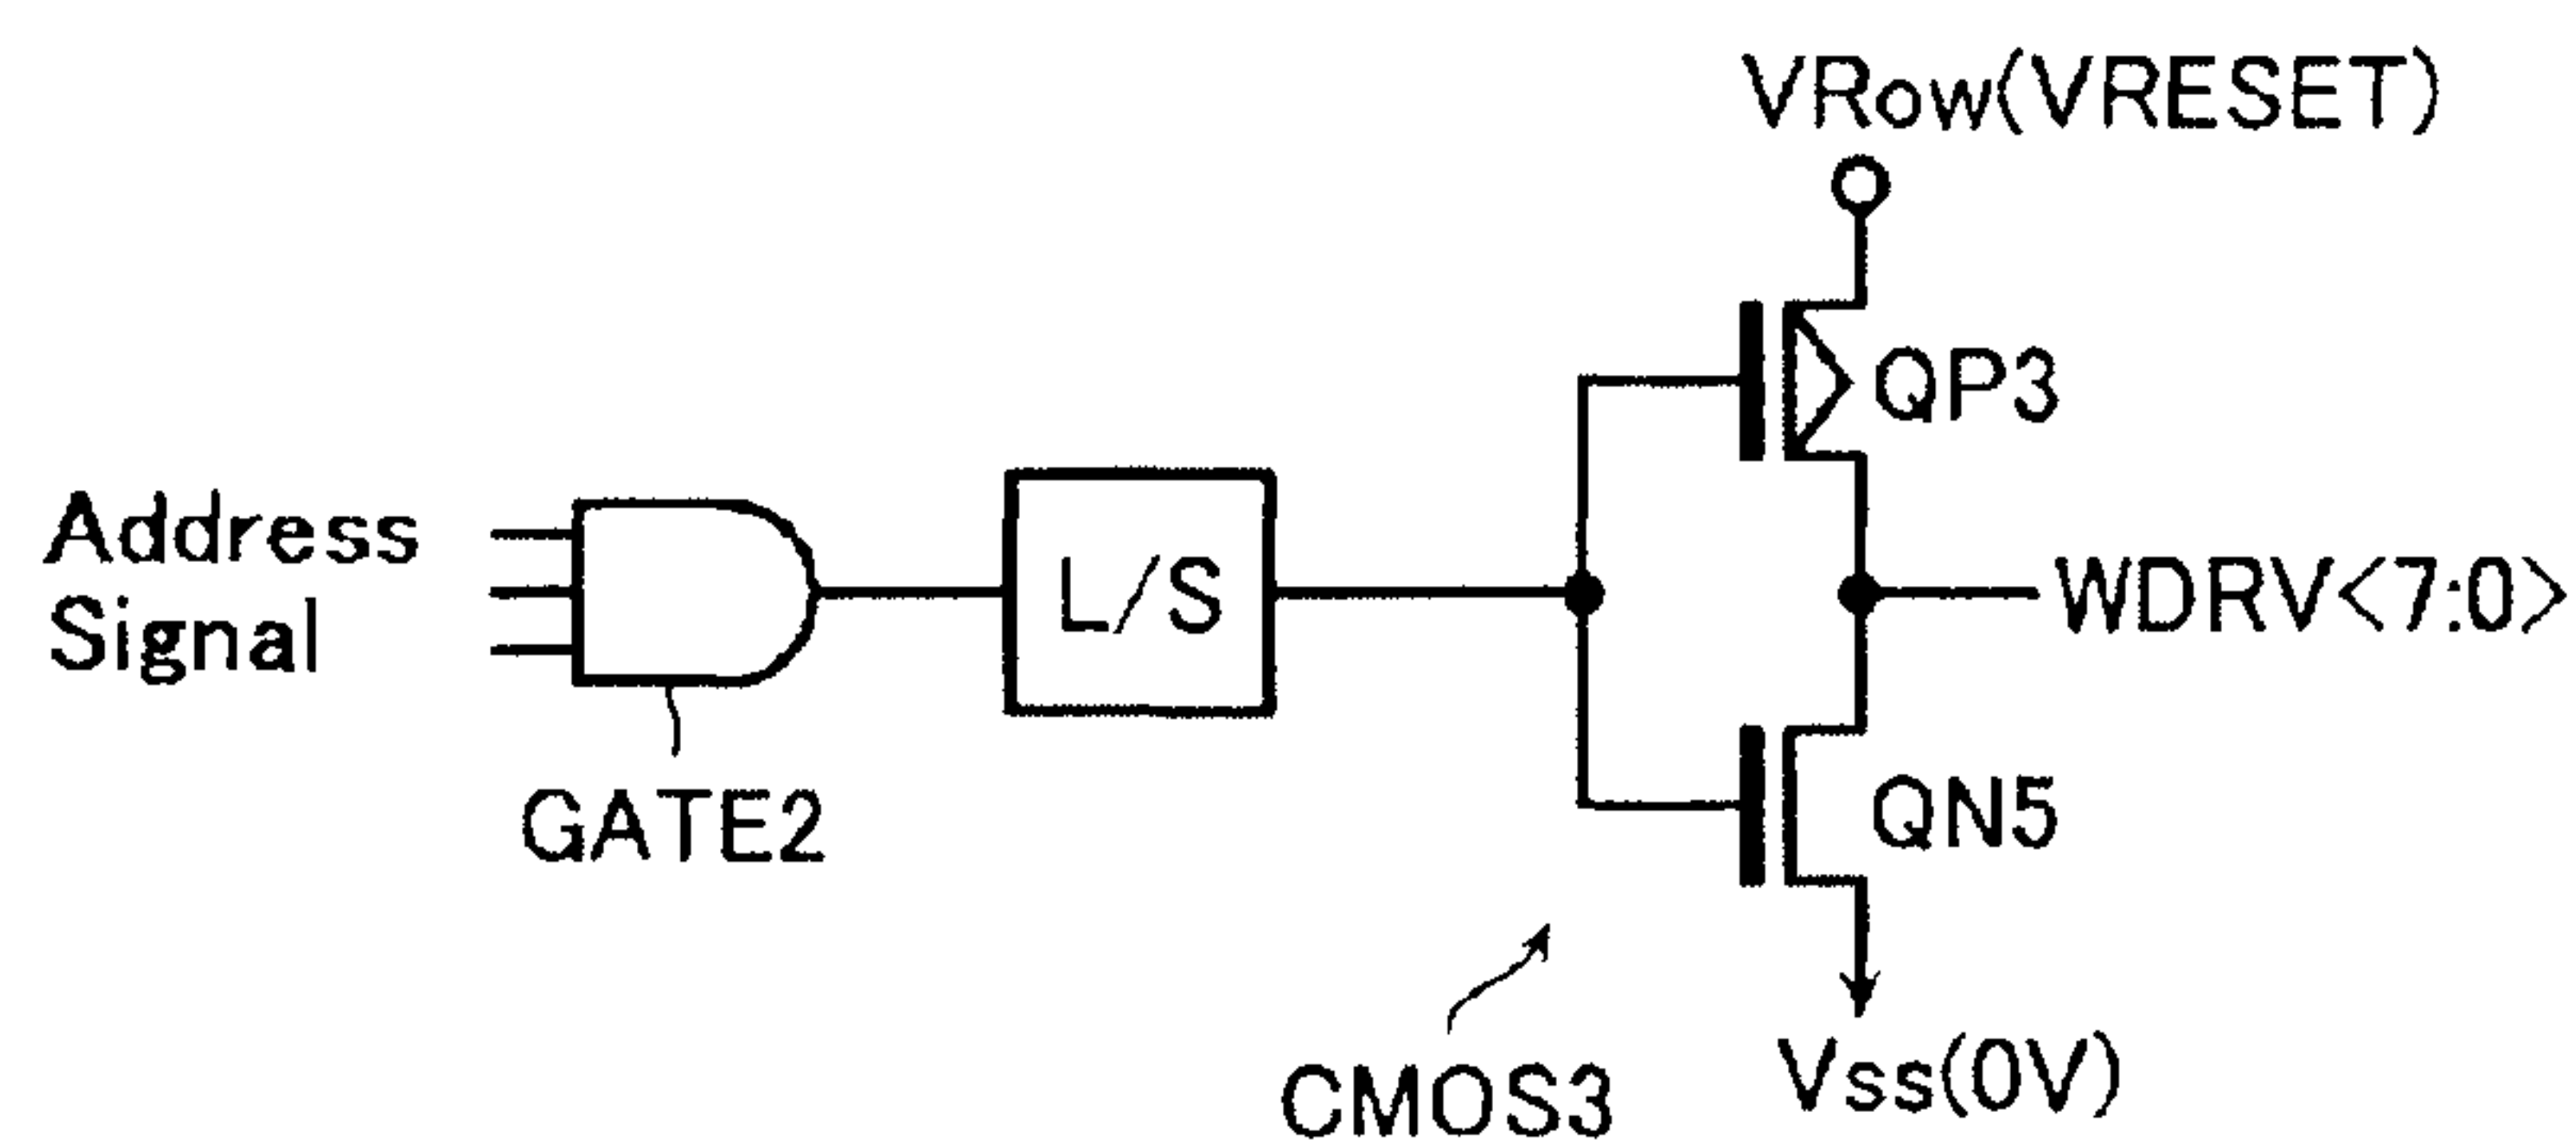 VRow(VRESET)
QP3
Address
Signal
L/S
WDRV<7:0>
GATE2
QN5
CMOS3
Vss(0V)